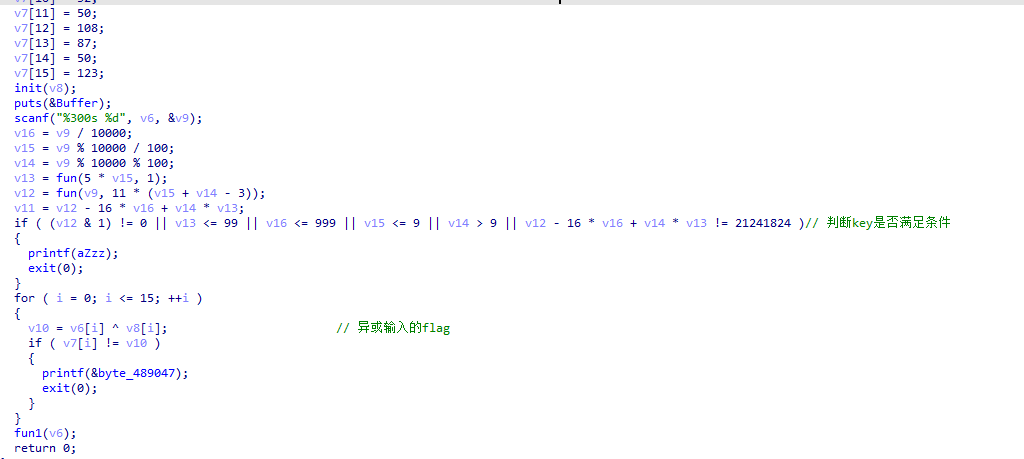 v7[11] = 50;
v7[12] = 108;
v7[13] = 87;
v7[14] = 50;
v7[15] = 123;
init(v8);
puts(&Buffer);
scanf("%300s %d", v6, &v9);
v16 = v9 / 10000;
v15 = v9 % 10000 / 100;
v14 = v9 % 10000 % 100;
v13 = fun(5 * v15, 1);
v12 = fun(v9, 11 * (v15 + v14 - 3));
v11 = v12 - 16 * v16 + v14 * v13;
if ( (v12 & 1) != 0 || v13 <= 99 || v16 <= 999 || v15 <= 9 || v14 > 9 || v12 - 16 * v16 + v14 * v13 != 21241824 )// 判断key是否满足条件
{
printf(aZzz);
exit(0);
}
for ( i = 0; i <= 15; ++i )
{
v10 = v6[i] ^ v8[i]; // 异或输入的flag
if ( v7[i] != v10 )
{
printf(&byte_489047);
exit(0);
}
}
fun1(v6);
return 0;